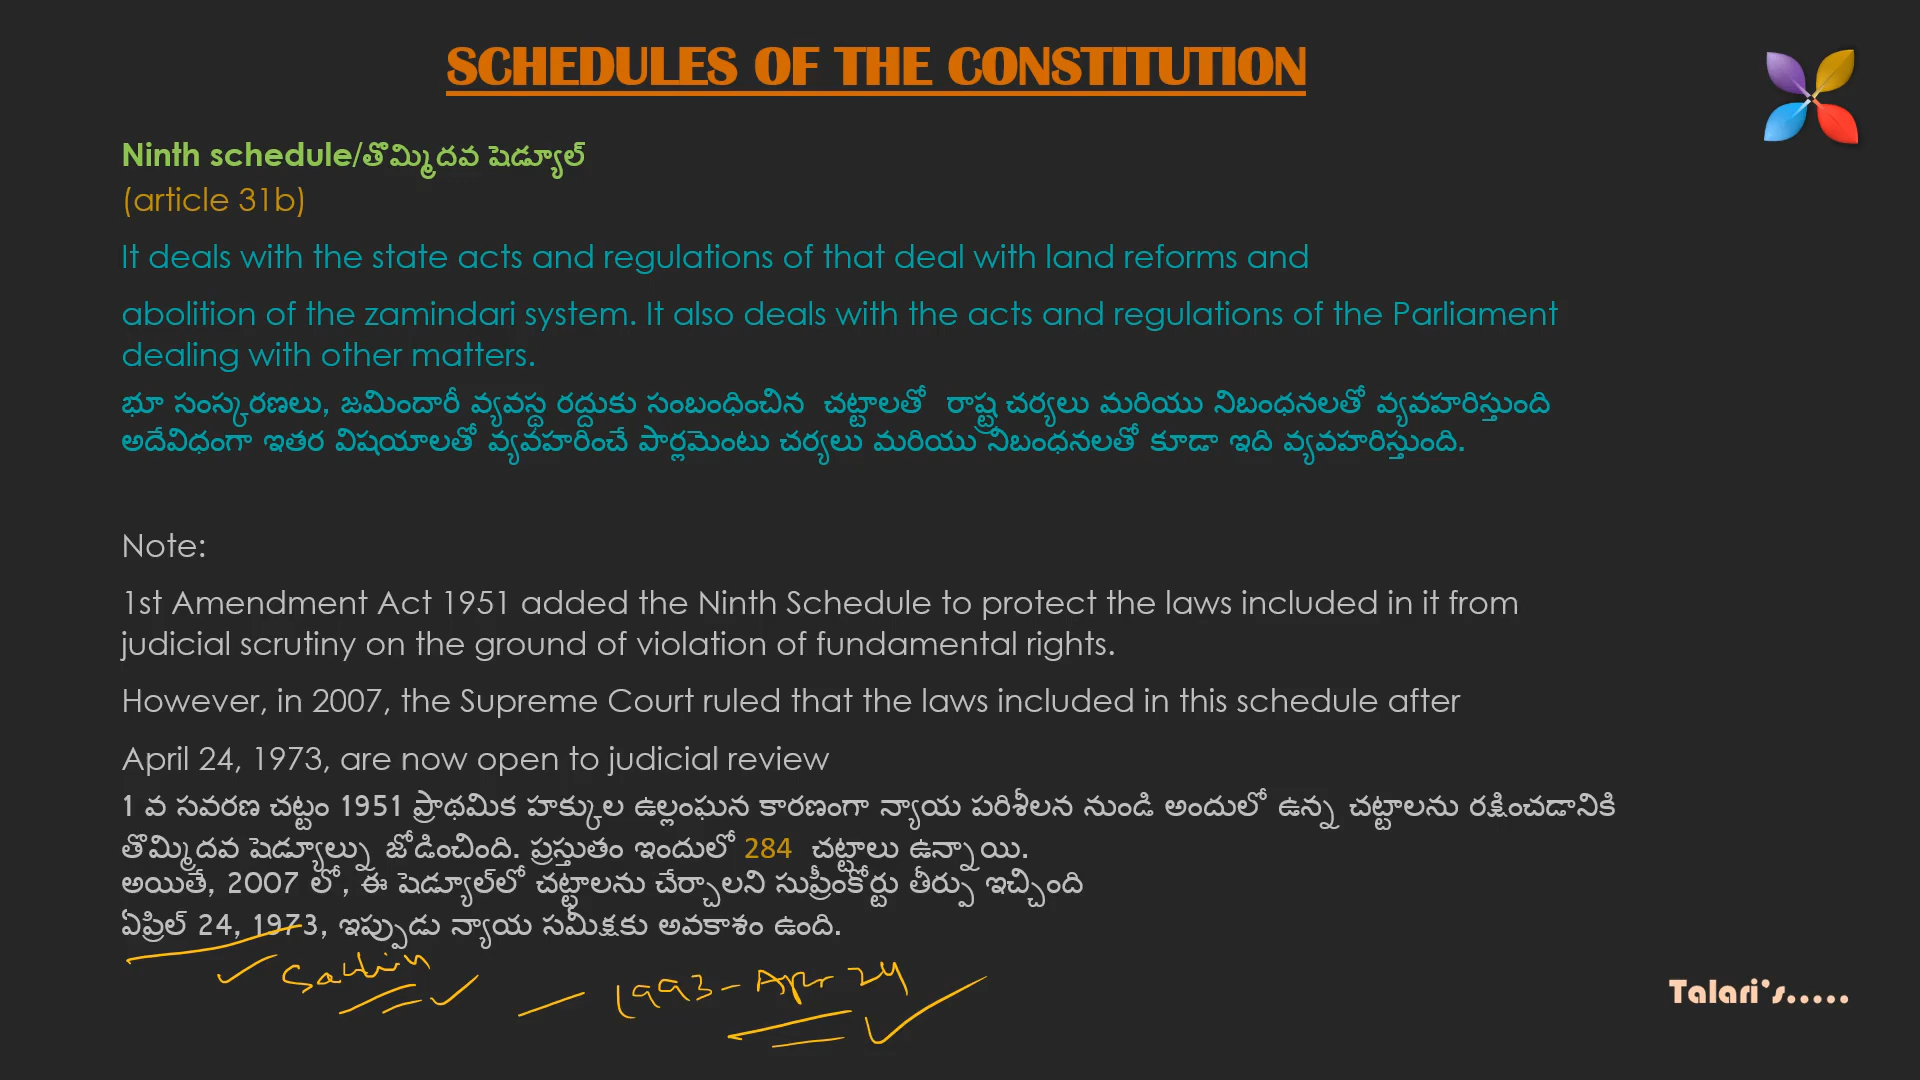 SCHEDULES OF THE CONSTITUTION
Ninth schedule/తొమ్మిదవ షెడ్యూల్
(article 31b)
It deals with the state acts and regulations of that deal with land reforms and
abolition of the zamindari system. It also deals with the acts and regulations of the Parliament
dealing with other matters.
భూ సంస్కరణలు, జమిందారీ వ్యవస్థ రద్దుకు సంబంధించిన చట్టాలతో రాష్ట్ర చర్యలు మరియు నిబంధనలతో వ్యవహరిస్తుంది
అదేవిధంగా ఇతర విషయాలతో వ్యవహరించే పార్లమెంటు చర్యలు మరియు నిబంధనలతో కూడా ఇది వ్యవహరిస్తుంది.
Note:
1st Amendment Act 1951 added the Ninth Schedule to protect the laws included in it from
judicial scrutiny on the ground of violation of fundamental rights.
However, in 2007, the Supreme Court ruled that the laws included in this schedule after
April 24, 1973, are now open to judicial review
1 వ సవరణ చట్టం 1951 ప్రాథమిక హక్కుల ఉల్లంఘన కారణంగా న్యాయ పరిశీలన నుండి అందులో ఉన్న చట్టాలను రక్షించడానికి
తొమ్మిదవ షెడ్యూల్ను జోడించింది. ప్రస్తుతం ఇందులో 284 చట్టాలు ఉన్నాయి.
అయితే, 2007 లో, ఈ షెడ్యూల్‌లో చట్టాలను చేర్చాలని సుప్రీంకోర్టు తీర్పు ఇచ్చింది
ఏప్రిల్ 24, 1973, ఇప్పుడు న్యాయ సమీక్షకు అవకాశం ఉంది.
1993 - Apr 24
Talari's.....